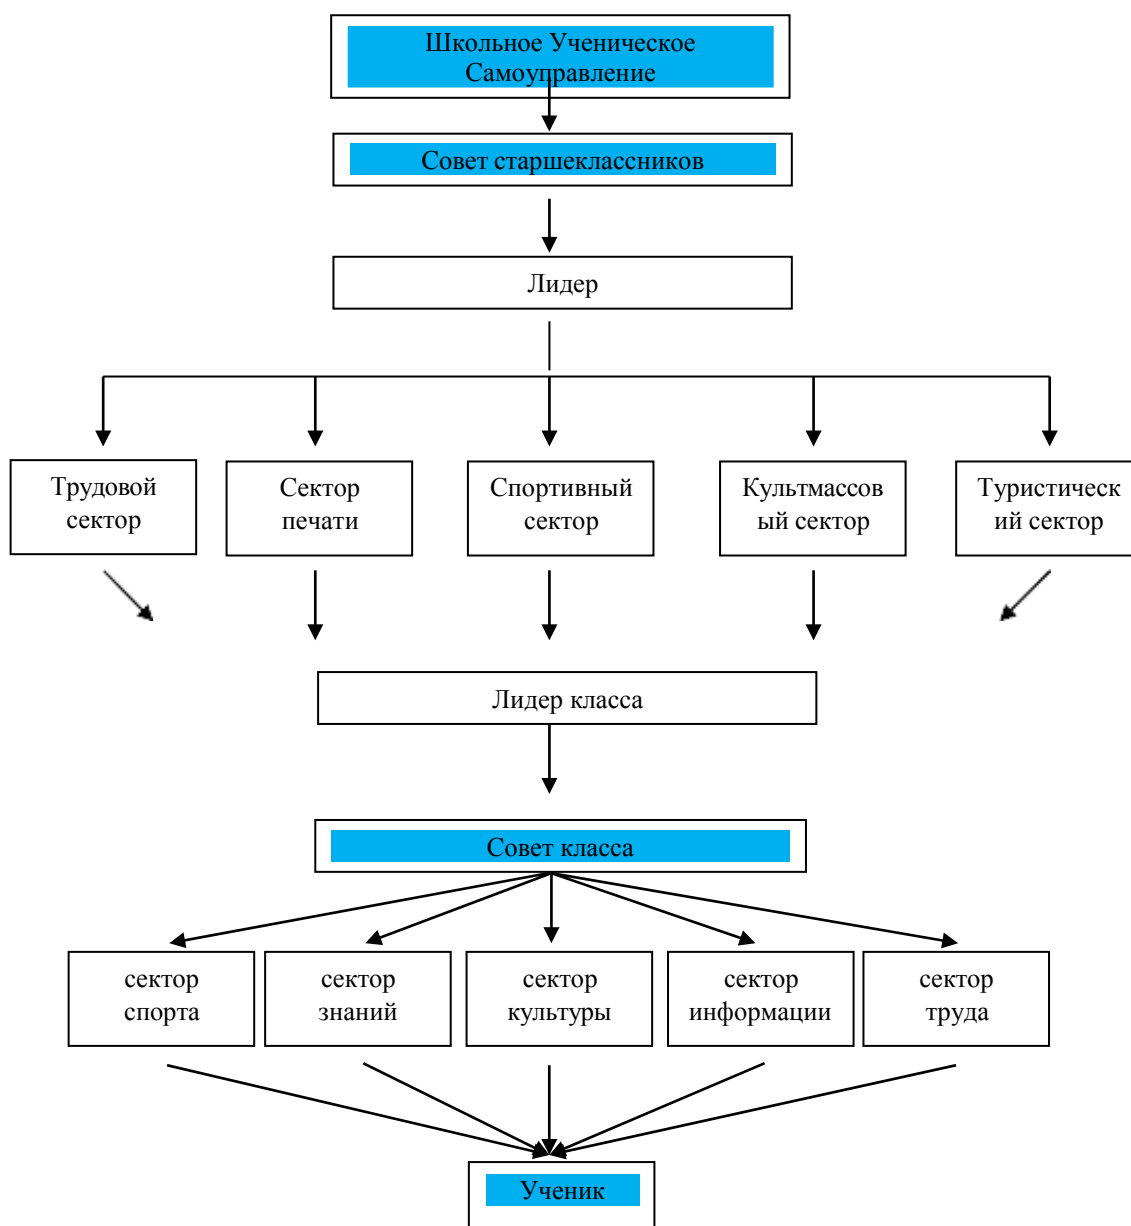 Школьное Ученическое
Самоуправление
Совет старшеклассников
Лидер
Трудовой
сектор
Сектор
печати
Спортивный
сектор
Культмассов
ый сектор
Туристическ
ий сектор
Лидер класса
Совет класса
сектор
спорта
сектор
знаний
сектор
культуры
сектор
информации
сектор
труда
Ученик